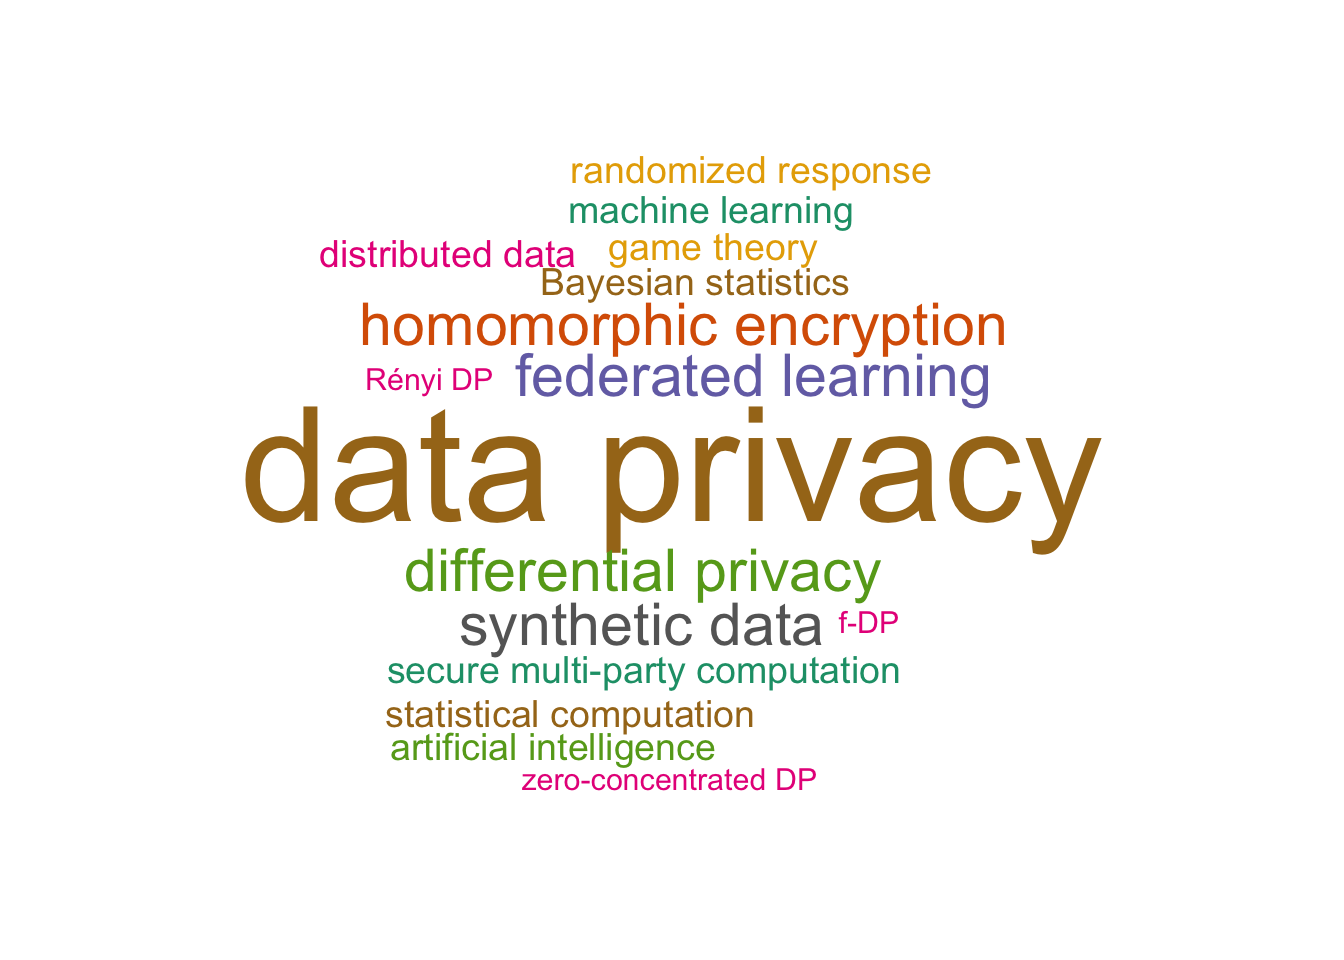 randomized response
machine learning
distributed data
game theory
Bayesian statistics
homomorphic encryption
Rényi DP
federated learning
data privacy
differential privacy
synthetic data
f-DP
secure multi-party computation
statistical computation
artificial intelligence
zero-concentrated DP